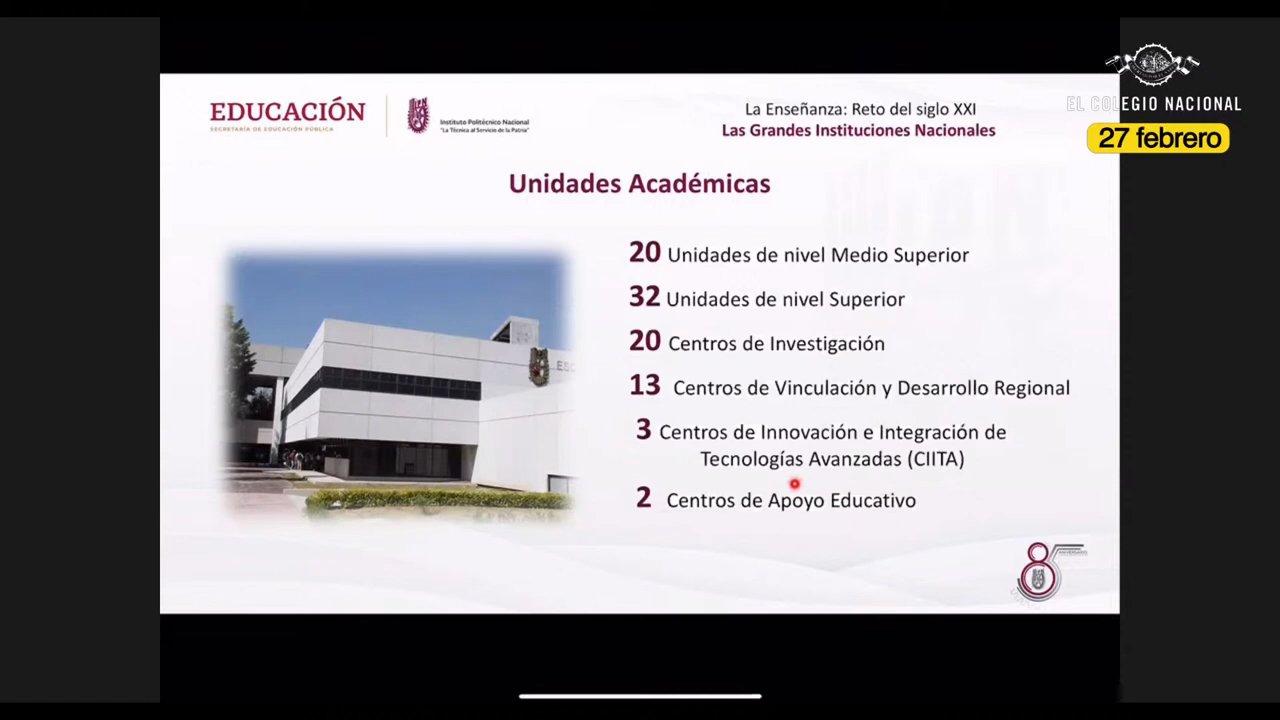 EDUCACIÓN
SECRETARÍA DE EDUCACIÓN PÚBLICA
Instituto Politécnico Nacional
"La Técnica al Servicio de la Patria"
La Enseñanza: Reto del siglo XXI
Las Grandes Instituciones Nacionales
EL COLEGIO NACIONAL
27 febrero
Unidades Académicas
20 Unidades de nivel Medio Superior
32 Unidades de nivel Superior
20 Centros de Investigación
13 Centros de Vinculación y Desarrollo Regional
3 Centros de Innovación e Integración de
Tecnologías Avanzadas (CIITA)
2 Centros de Apoyo Educativo
ESC
85
ANIVERSARIO